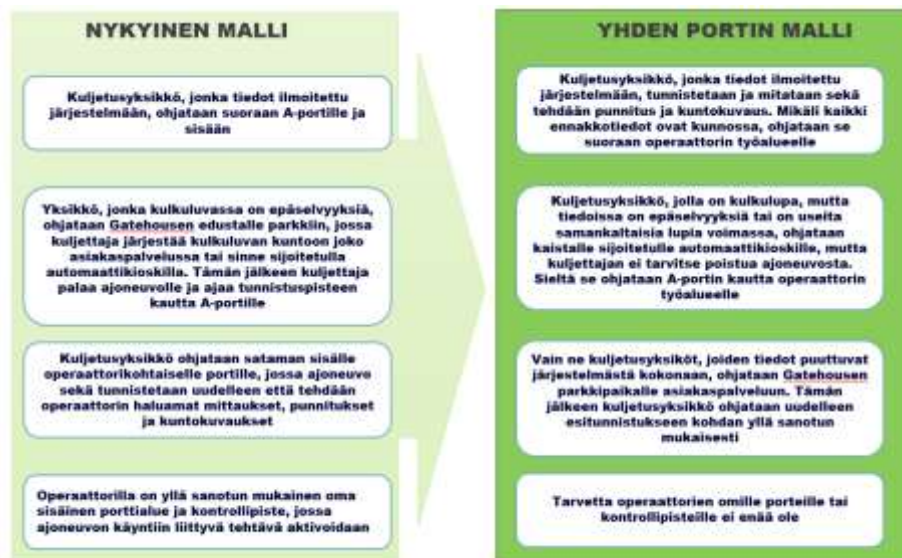 NYKYINEN MALLI
Kuljetusyksikkö, jonka tiedot ilmoitettu
järjestelmään, ohjataan suoraan A-portille ja
sisään
Yksikkö, jonka kulkuluvassa on epäselvyyksiä,
ohjataan Gatehousen edustalle parkkiin, jossa
kuljettaja järjestää kulkuluvan kuntoon joko
asiakaspalvelussa tai sinne sijoitetulla
automaattikioskilla. Tämän jälkeen kuljettaja
palaa ajoneuvolle ja ajaa tunnistuspisteen
kautta A-portille
Kuljetusyksikkö ohjataan sataman sisälle
operaattorikohtaiselle portille, jossa ajoneuvo
sekä tunnistetaan uudelleen että tehdään
operaattorin haluamat mittaukset, punnitukset
ja kuntokuvaukset
Operaattorilla on yllä sanotun mukainen oma
sisäinen porttialue ja kontrollipiste, jossa
ajoneuvon käyntiin liittyvä tehtävä aktivoidaan
YHDEN PORTIN MALLI
Kuljetusyksikkö, jonka tiedot ilmoitettu
järjestelmään, tunnistetaan ja mitataan sekä
tehdään punnitus ja kuntokuvaus. Mikäli kaikki
ennakkotiedot ovat kunnossa, ohjataan se
suoraan operaattorin työalueelle
Kuljetusyksikkö, jolla on kulkulupa, mutta
tiedoissa on epäselvyyksiä tai on useita
samankaltaisia lupia voimassa, ohjataan
kaistalle sijoitetulle automaattikioskille, mutta
kuljettajan ei tarvitse poistua ajoneuvosta.
Sieltä se ohjataan A-portin kautta operaattorin
työalueelle
Vain ne kuljetusyksiköt, joiden tiedot puuttuvat
järjestelmästä kokonaan, ohjataan Gatehousen
parkkipaikalle asiakaspalveluun. Tämän
jälkeen kuljetusyksikkö ohjataan uudelleen
esitunnistukseen kohdan yllä sanotun
mukaisesti
Tarvetta operaattorien omille porteille tai
kontrollipisteille ei enää ole